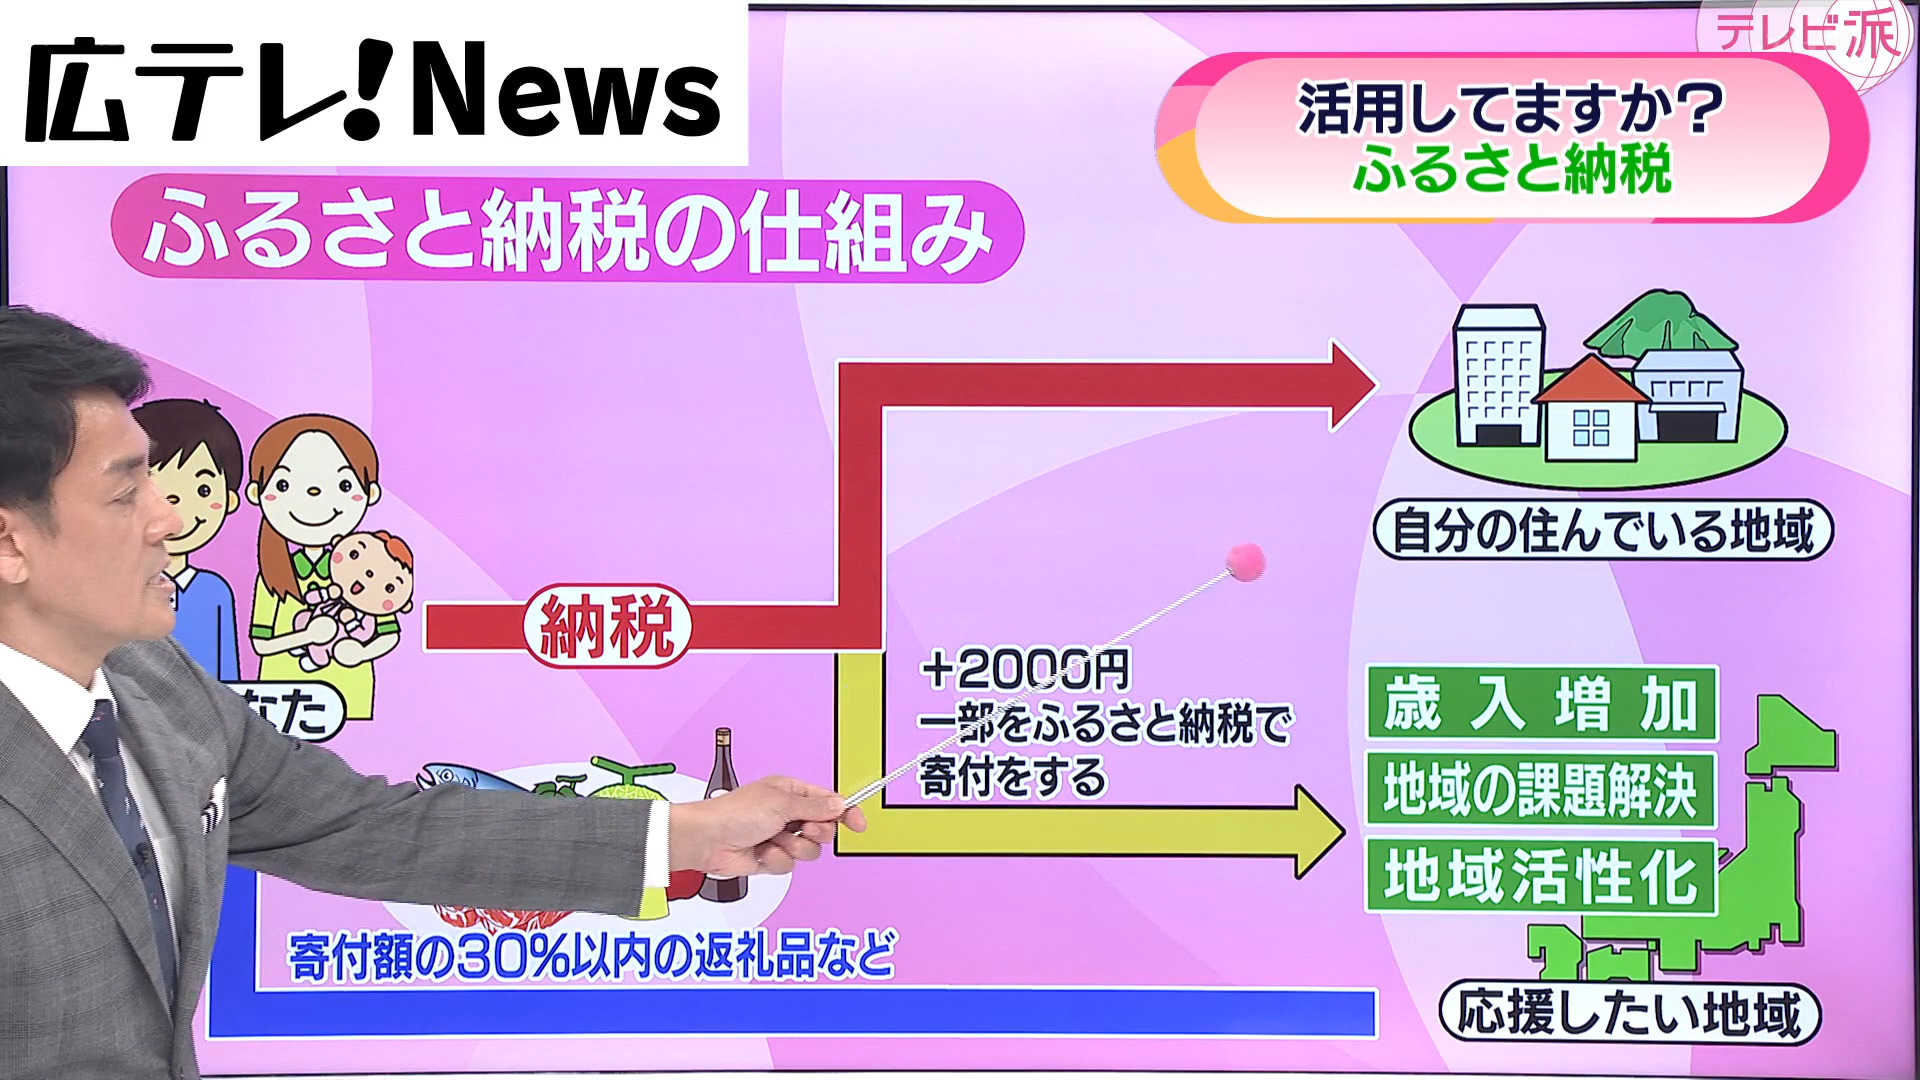 広テレ!News
テレビ派
活用してますか?
ふるさと納税
ふるさと納税の仕組み
自分の住んでいる地域
納税
+2000円
一部をふるさと納税で
寄付をする
なた
歳入増加
地域の課題解決
地域活性化
寄付額の30%以内の返礼品など
応援したい地域